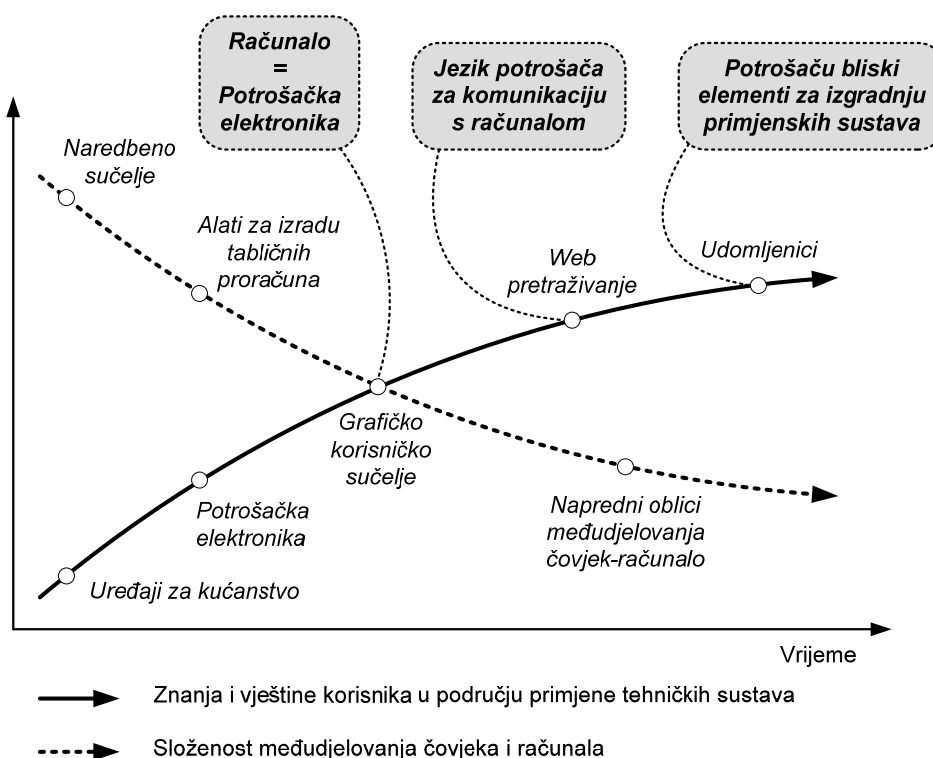 Računalo
=
Potrošačka
elektronika
Jezik potrošača
za komunikaciju
s računalom
Potrošaču bliski
elementi za izgradnju
primjenskih sustava
Naredbeno
sučelje
Alati za izradu
tabličnih
proračuna
Web
pretraživanje
Udomljenici
Grafičko
korisničko
sučelje
Potrošačka
elektronika
Napredni oblici
međudjelovanja
čovjek-računalo
Uređaji za kućanstvo
Vrijeme
Znanja i vještine korisnika u području primjene tehničkih sustava
Složenost međudjelovanja čovjeka i računala